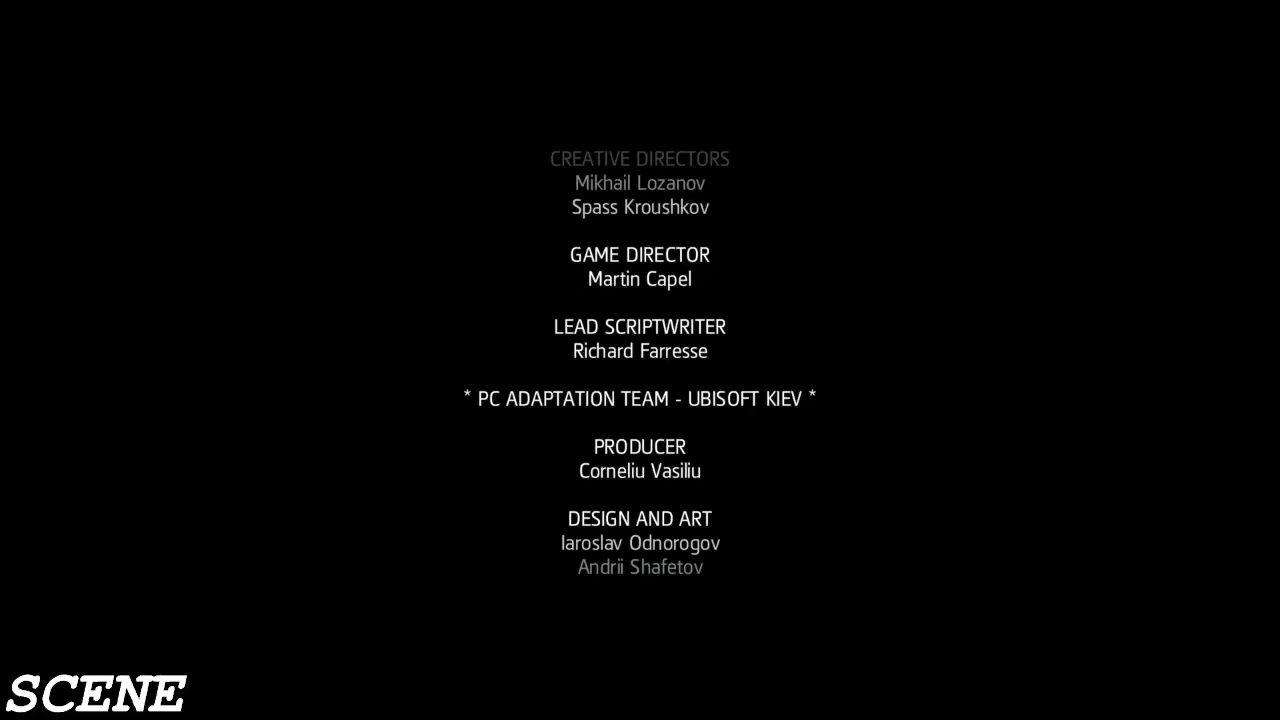 CREATIVE DIRECTORS
Mikhail Lozanov
Spass Kroushkov
GAME DIRECTOR
Martin Capel
LEAD SCRIPTWRITER
Richard Farresse
* PC ADAPTATION TEAM - UBISOFT KIEV *
PRODUCER
Corneliu Vasiliu
DESIGN AND ART
Iaroslav Odnorogov
Andrii Shafetov
SCENE